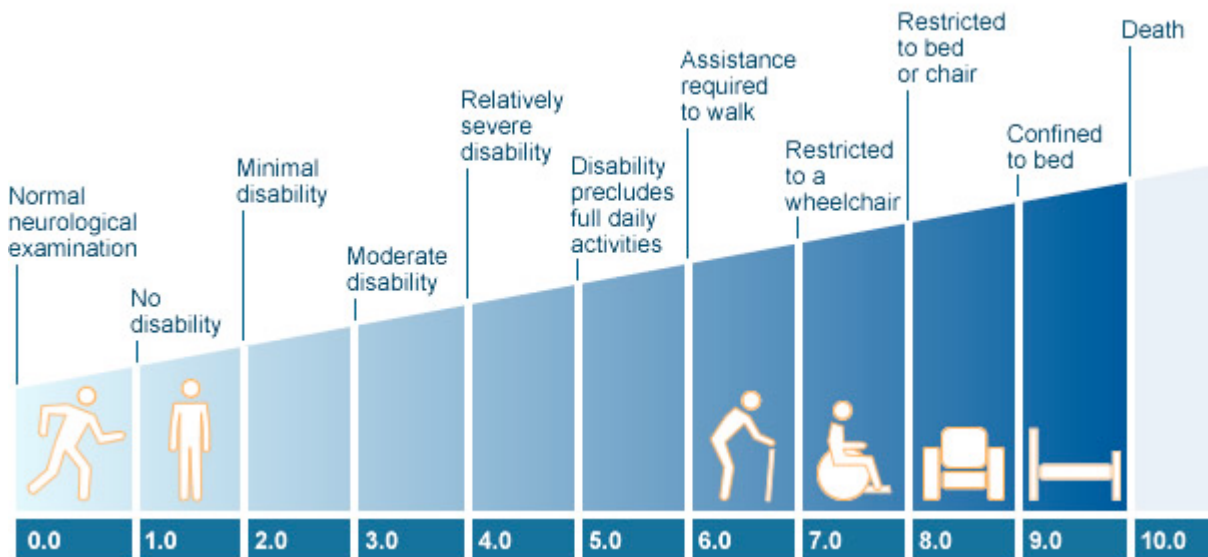 Normal
neurological
examination
No
disability
Minimal
disability
Moderate
disability
Relatively
severe
disability
Disability
precludes
full daily
activities
Assistance
required
to walk
Restricted
to a
wheelchair
Restricted
to bed
or chair
Confined
to bed
Death
0.0 1.0 2.0 3.0 4.0 5.0 6.0 7.0 8.0 9.0 10.0